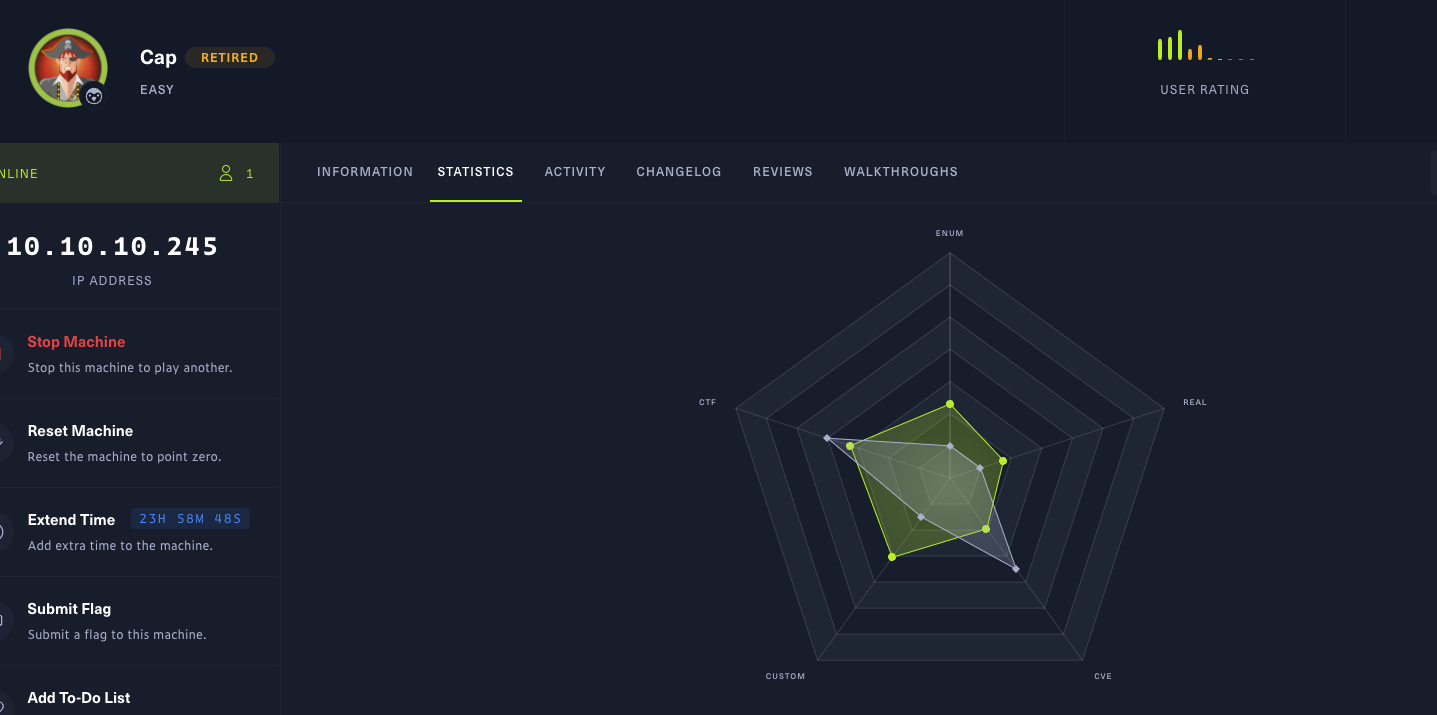 Cap RETIRED
EASY
USER RATING
NLINE 1
INFORMATION STATISTICS ACTIVITY CHANGELOG REVIEWS WALKTHROUGHS
10.10.10.245
IP ADDRESS
Stop Machine
Stop this machine to play another.
Reset Machine
Reset the machine to point zero.
Extend Time 23H 58M 48S
Add extra time to the machine.
Submit Flag
Submit a flag to this machine.
Add To-Do List
ENUM
CTF
REAL
CUSTOM
CVE